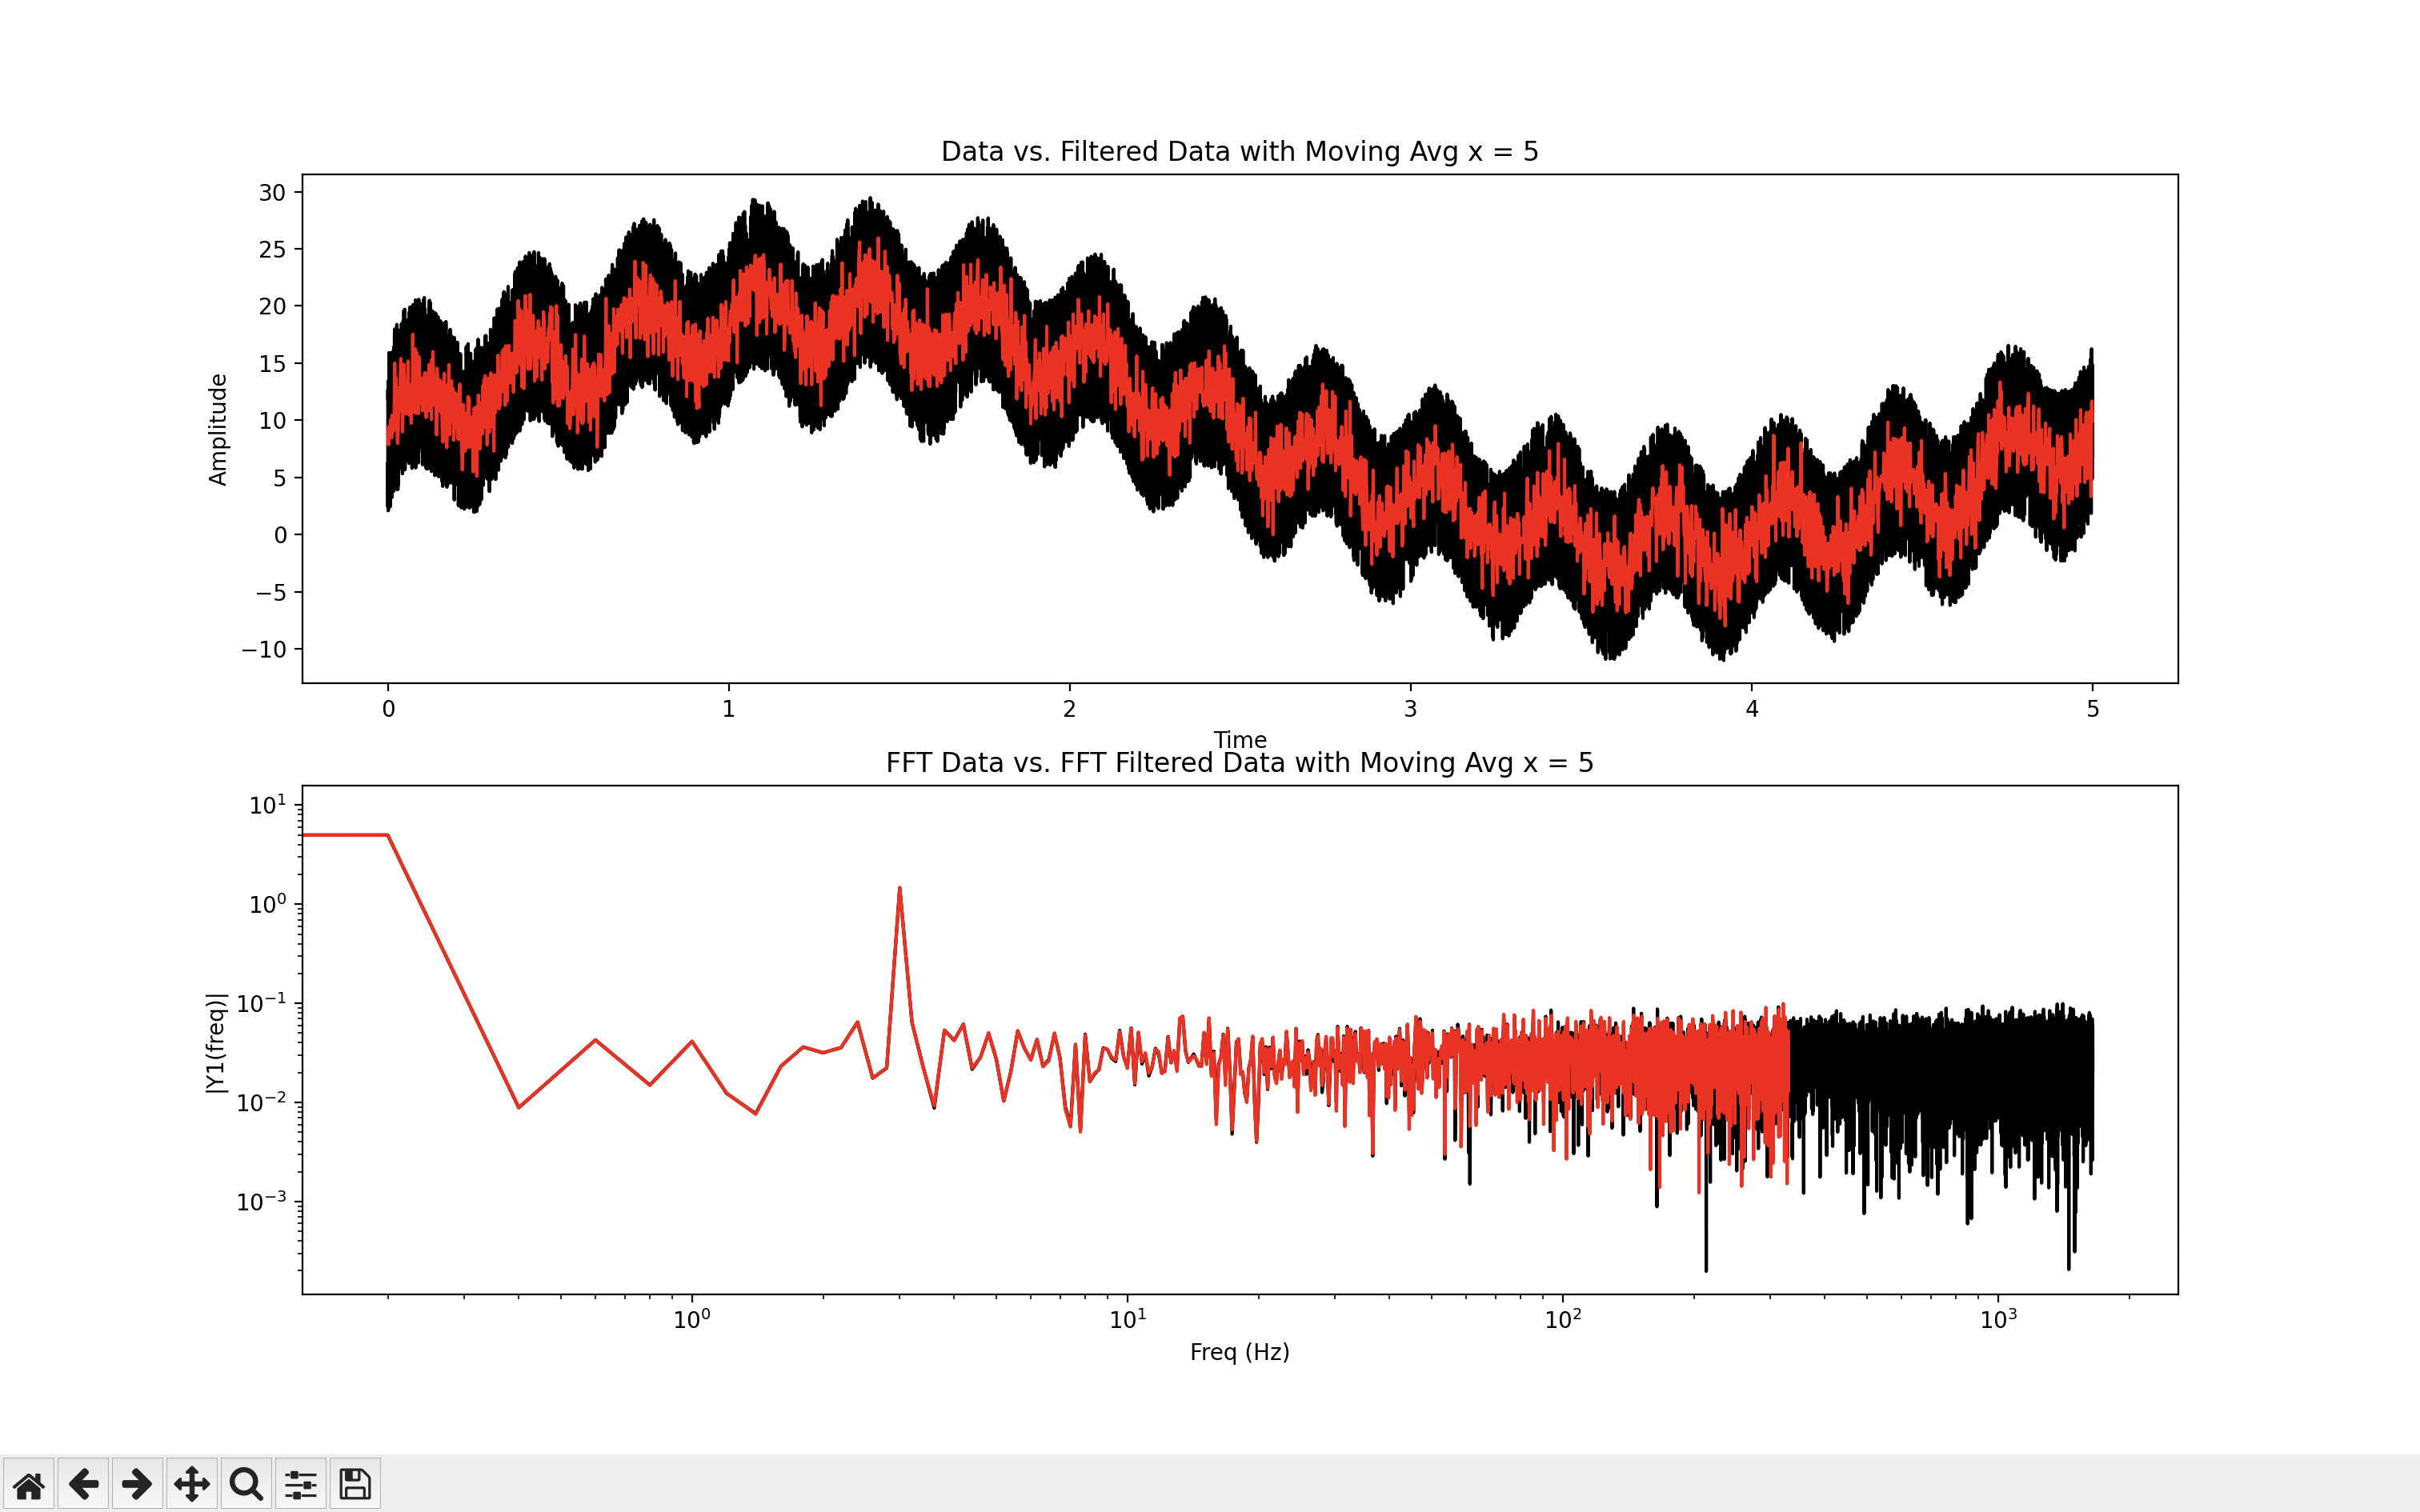 Data vs. Filtered Data with Moving Avg x = 5
30
25
20
15
10
5
0
−5
−10
Amplitude
0 1 2 3 4 5
Time
FFT Data vs. FFT Filtered Data with Moving Avg x = 5
10¹
10⁰
10⁻¹
10⁻²
10⁻³
|Y1(freq)|
10⁰ 10¹ 10² 10³
Freq (Hz)